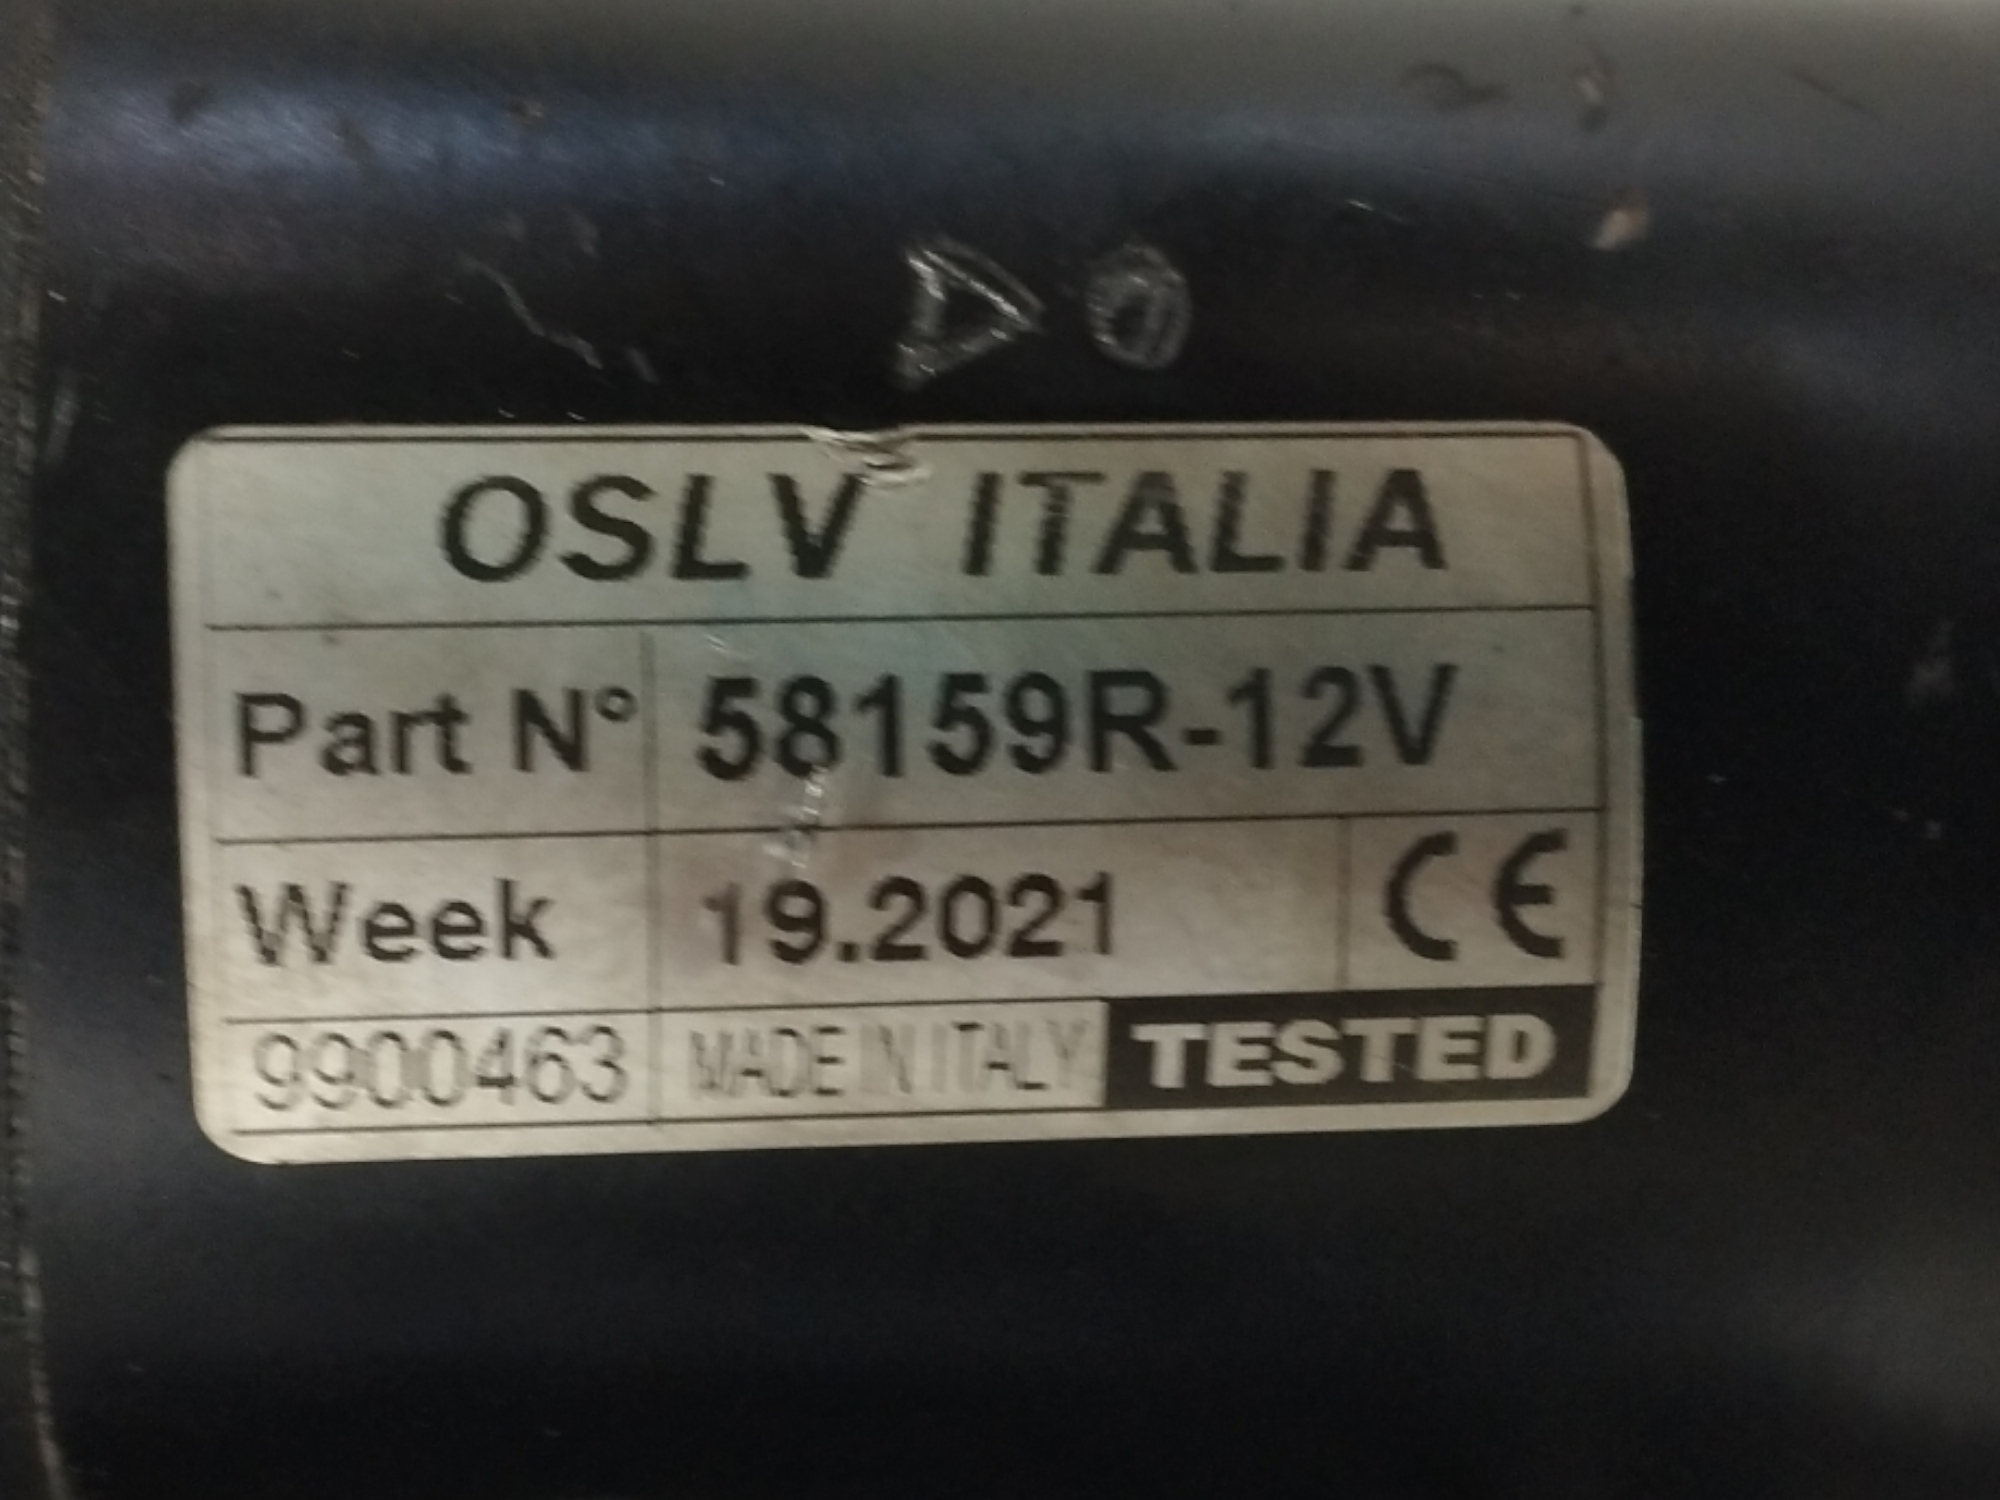 OSLV ITALIA
Part N° 58159R-12V
Week 19.2021 CE
9900463 MADE IN ITALY TESTED